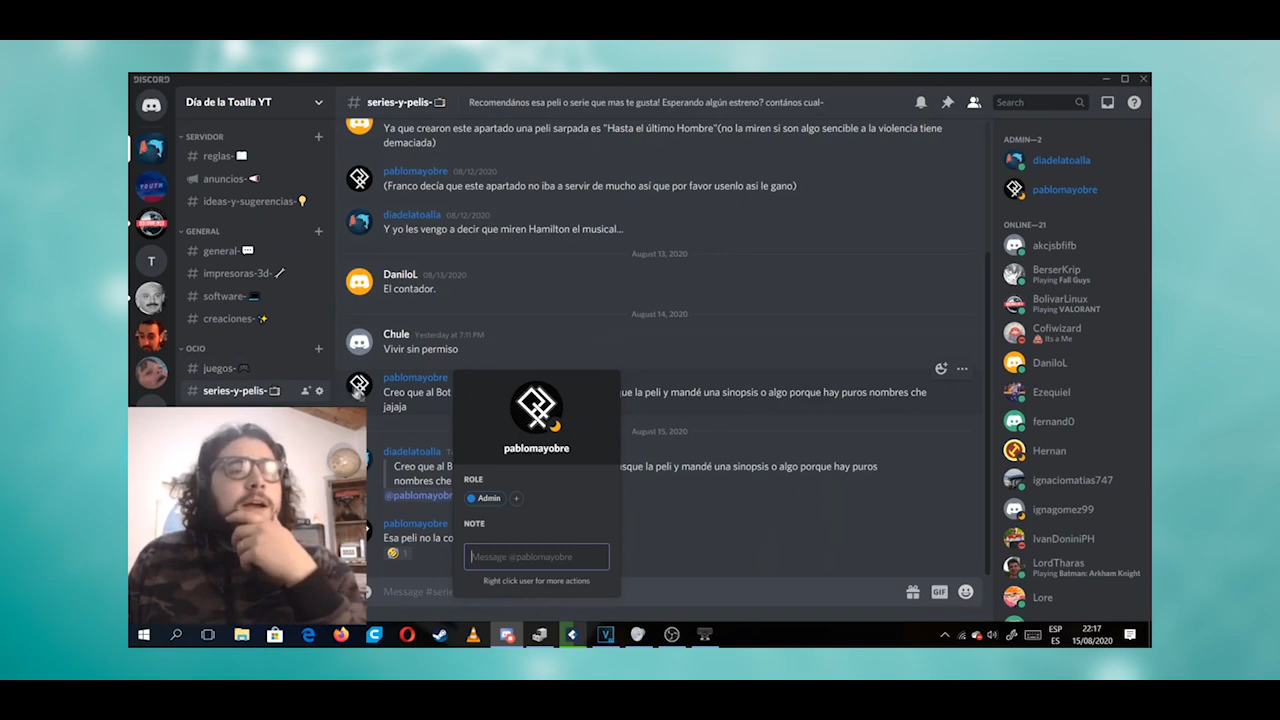 DISCORD
Día de la Toalla YT
SERVIDOR
# reglas-
anuncios-
# ideas-y-sugerencias-
GENERAL
# general-
# impresoras-3d-
# software-
# creaciones-
OCIO
# juegos-
# series-y-pelis-
YOUTH
T
# series-y-pelis-
Recomendános esa peli o serie que mas te gusta! Esperando algún estreno? contános cual-
Search
Ya que crearon este apartado una peli sarpada es "Hasta el último Hombre"(no la miren si son algo sencible a la violencia tiene
demaciada)
pablomayobre 08/12/2020
(Franco decía que este apartado no iba a servir de mucho así que por favor usenlo asi le gano)
diadelatoalla 08/12/2020
Y yo les vengo a decir que miren Hamilton el musical...
August 13, 2020
DaniloL 08/13/2020
El contador.
August 14, 2020
Chule Yesterday at 7:11 PM
Vivir sin permiso
pablomayobre
Creo que al Bot
la peli y mandé una sinopsis o algo porque hay puros nombres che
jajaja
August 15, 2020
diadelatoalla
Creo que al B
sque la peli y mandé una sinopsis o algo porque hay puros
nombres che
@pablomayobr
pablomayobre
Esa peli no la co
1
Message #serie
GIF
pablomayobre
ROLE
Admin +
NOTE
Message @pablomayobre
Right click user for more actions
ADMIN—2
diadelatoalla
pablomayobre
ONLINE—21
akcjsbfifb
BerserKrip
Playing Fall Guys
BolivarLinux
Playing VALORANT
Cofiwizard
Its a Me
DaniloL
Ezequiel
fernand0
Hernan
ignaciomatias747
ignagomez99
IvanDoniniPH
LordTharas
Playing Batman: Arkham Knight
Lore
ESP
ES
22:17
15/08/2020